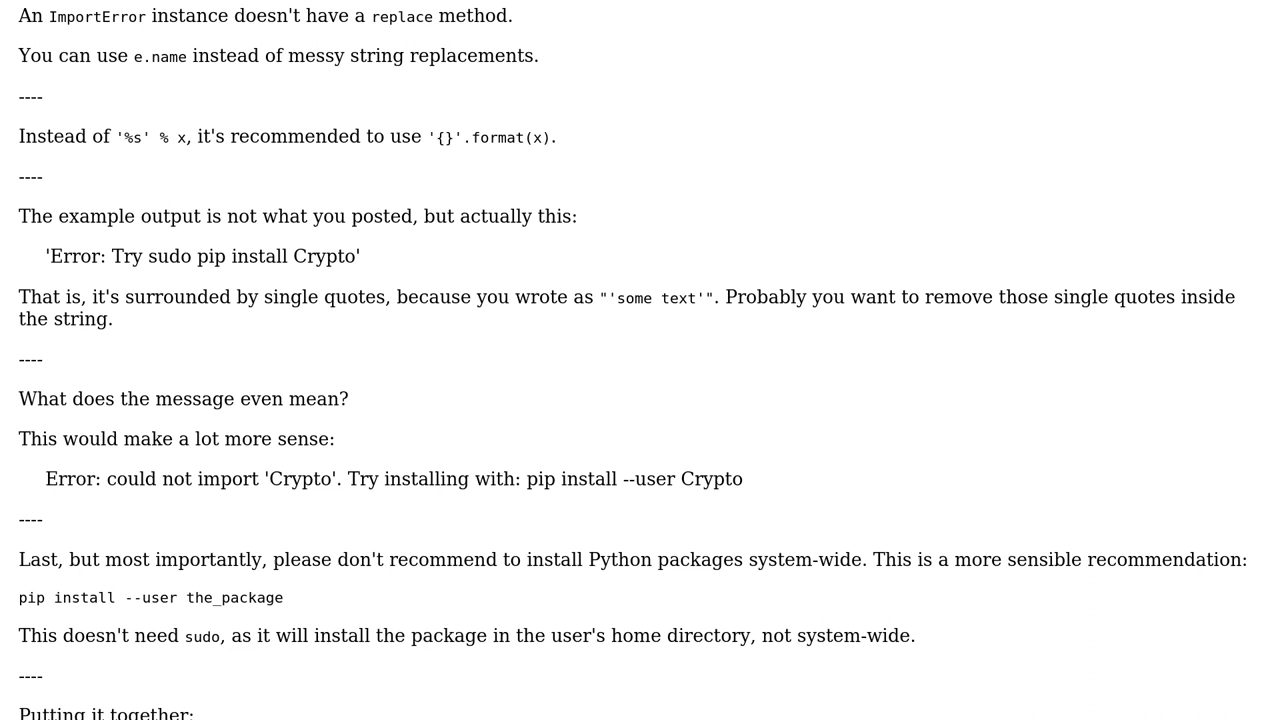 An ImportError instance doesn't have a replace method.
You can use e.name instead of messy string replacements.
----
Instead of '%s' % x, it's recommended to use '{}'.format(x).
----
The example output is not what you posted, but actually this:
'Error: Try sudo pip install Crypto'
That is, it's surrounded by single quotes, because you wrote as "'some text'". Probably you want to remove those single quotes inside
the string.
----
What does the message even mean?
This would make a lot more sense:
Error: could not import 'Crypto'. Try installing with: pip install --user Crypto
----
Last, but most importantly, please don't recommend to install Python packages system-wide. This is a more sensible recommendation:
pip install --user the_package
This doesn't need sudo, as it will install the package in the user's home directory, not system-wide.
----
Putting it together: